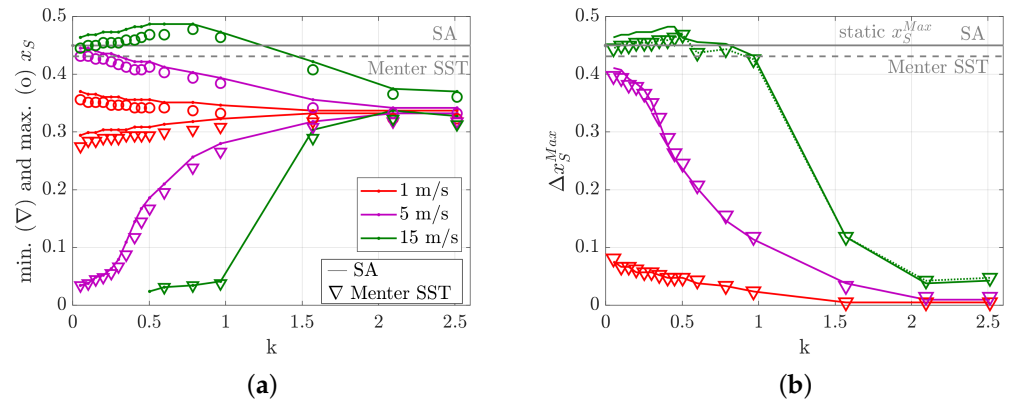 min. (∇) and max. (o) x_S
0.5
0.4
0.3
0.2
0.1
0
0
0.5
1
1.5
2
2.5
k
SA
Menter SST
1 m/s
5 m/s
15 m/s
— SA
∇ Menter SST
(a)
Δx_S^{Max}
0.5
0.4
0.3
0.2
0.1
0
0
0.5
1
1.5
2
2.5
k
static x_S^{Max} SA
Menter SST
(b)